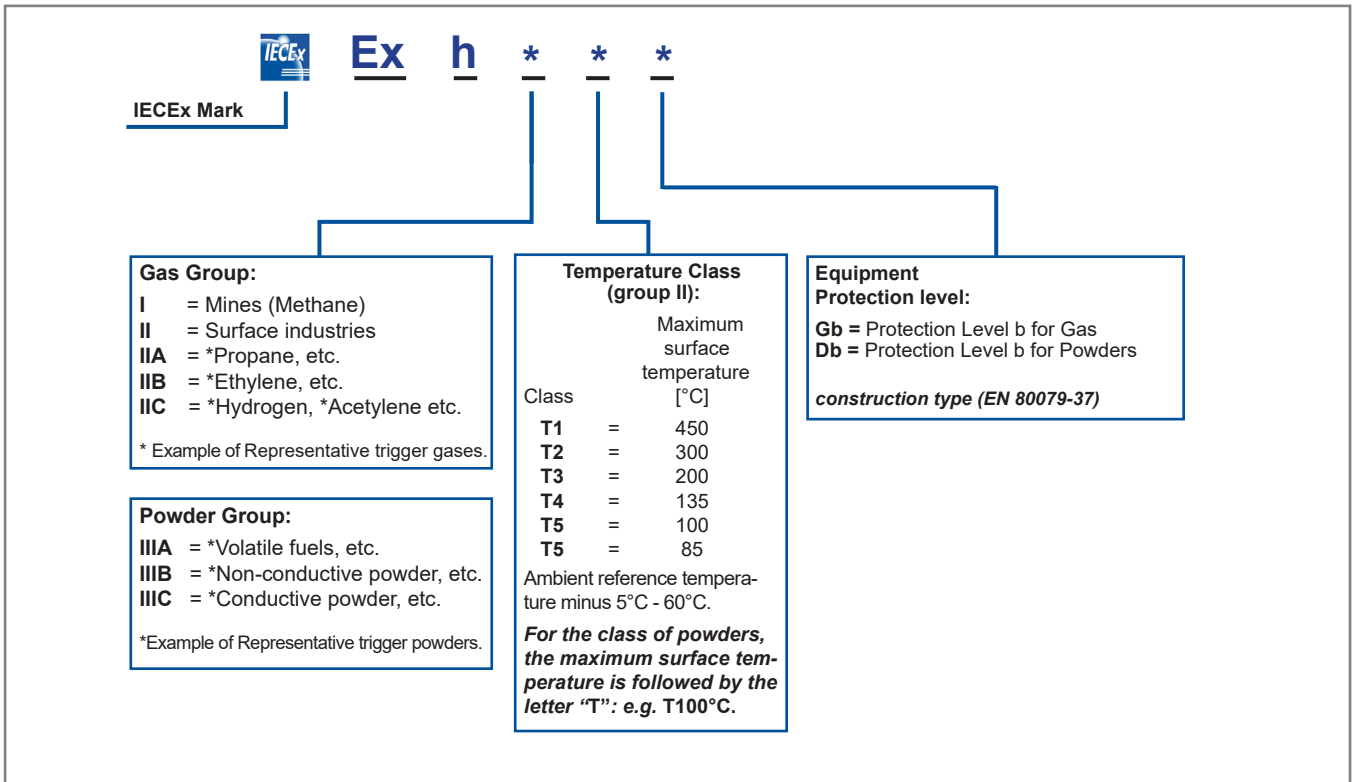 IECEx Ex h * * *
IECEx Mark
Gas Group:
I = Mines (Methane)
II = Surface industries
IIA = *Propane, etc.
IIB = *Ethylene, etc.
IIC = *Hydrogen, *Acetylene etc.
* Example of Representative trigger gases.
Powder Group:
IIIA = *Volatile fuels, etc.
IIIB = *Non-conductive powder, etc.
IIIC = *Conductive powder, etc.
*Example of Representative trigger powders.
Temperature Class
(group II):
Maximum
surface
temperature
Class [°C]
T1 = 450
T2 = 300
T3 = 200
T4 = 135
T5 = 100
T5 = 85
Ambient reference tempera-
ture minus 5°C - 60°C.
For the class of powders,
the maximum surface tem-
perature is followed by the
letter “T”: e.g. T100°C.
Equipment
Protection level:
Gb = Protection Level b for Gas
Db = Protection Level b for Powders
construction type (EN 80079-37)